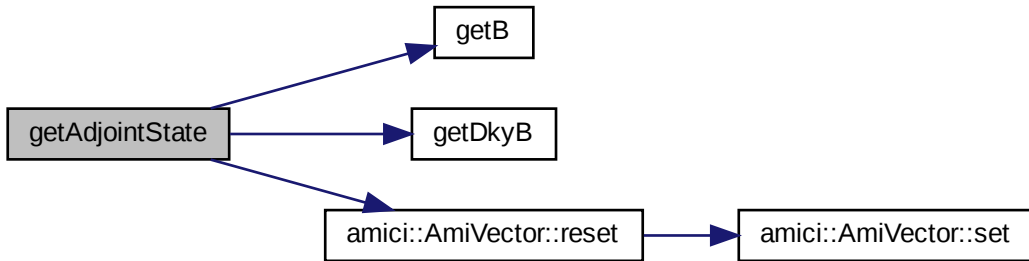 getB
getAdjointState
getDkyB
amici::AmiVector::reset
amici::AmiVector::set